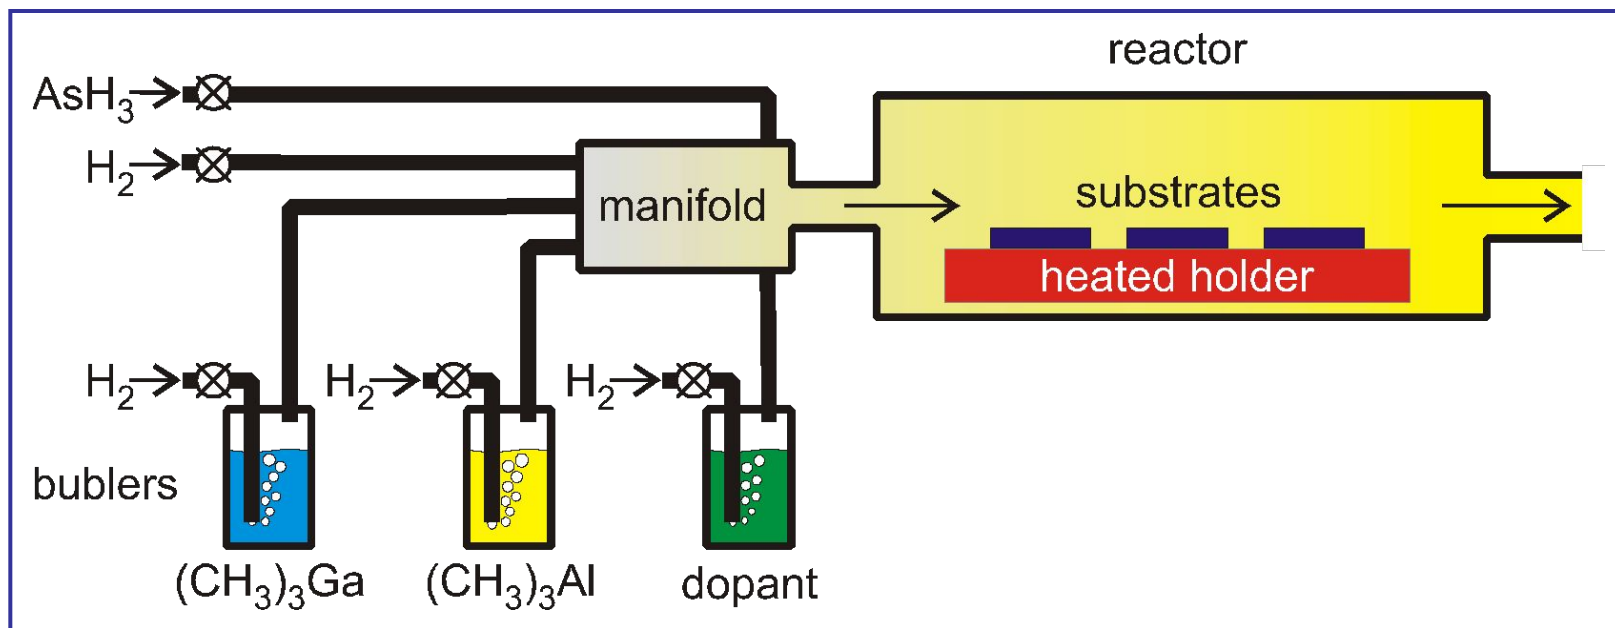 reactor
AsH₃
H₂
manifold
substrates
heated holder
H₂
H₂
H₂
bublers
(CH₃)₃Ga
(CH₃)₃Al
dopant